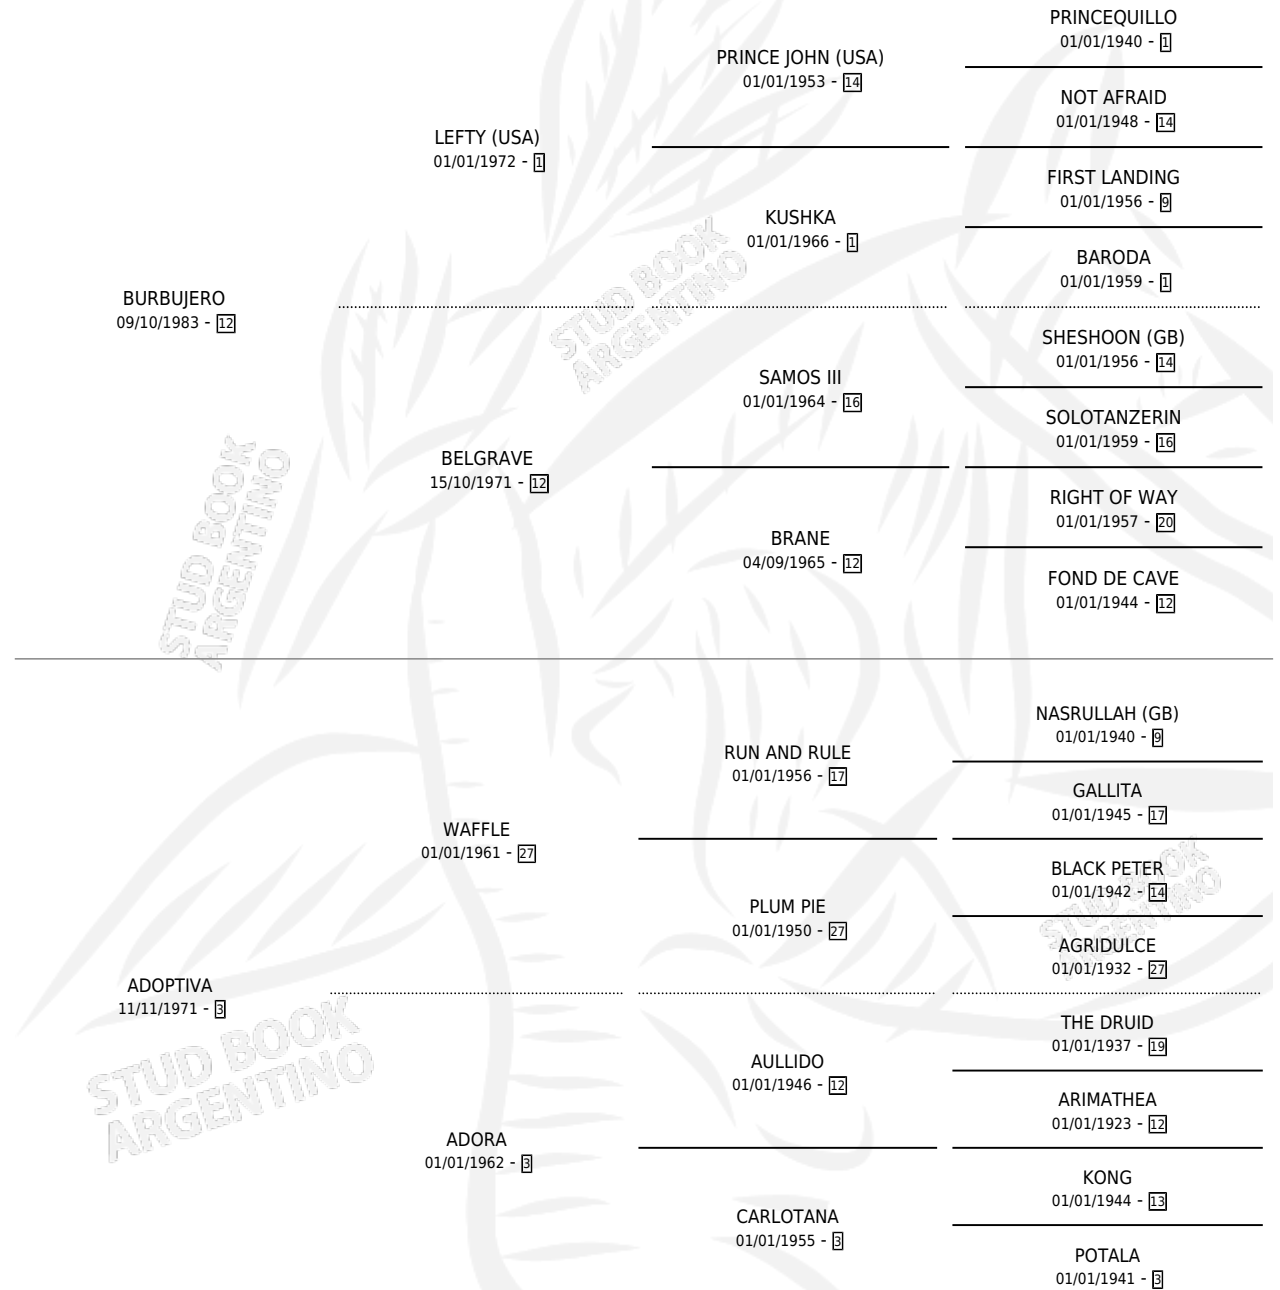 PRINCEQUILLO
01/01/1940 - 1
PRINCE JOHN (USA)
01/01/1953 - 14
NOT AFRAID
01/01/1948 - 14
LEFTY (USA)
01/01/1972 - 1
FIRST LANDING
01/01/1956 - 9
KUSHKA
01/01/1966 - 1
BARODA
01/01/1959 - 1
BURBUJERO
09/10/1983 - 12
SHESHOON (GB)
01/01/1956 - 14
SAMOS III
01/01/1964 - 16
SOLOTANZERIN
01/01/1959 - 16
BELGRAVE
15/10/1971 - 12
RIGHT OF WAY
01/01/1957 - 20
BRANE
04/09/1965 - 12
FOND DE CAVE
01/01/1944 - 12
STUD BOOK
ARGENTINO
STUD BOOK
ARGENTINO
NASRULLAH (GB)
01/01/1940 - 9
RUN AND RULE
01/01/1956 - 17
GALLITA
01/01/1945 - 17
WAFFLE
01/01/1961 - 27
BLACK PETER
01/01/1942 - 14
PLUM PIE
01/01/1950 - 27
AGRIDULCE
01/01/1932 - 27
STUD BOOK
ARGENTINO
ADOPTIVA
11/11/1971 - 3
THE DRUID
01/01/1937 - 19
AULLIDO
01/01/1946 - 12
ARIMATHEA
01/01/1923 - 12
STUD BOOK
ARGENTINO
ADORA
01/01/1962 - 3
KONG
01/01/1944 - 13
CARLOTANA
01/01/1955 - 3
POTALA
01/01/1941 - 3